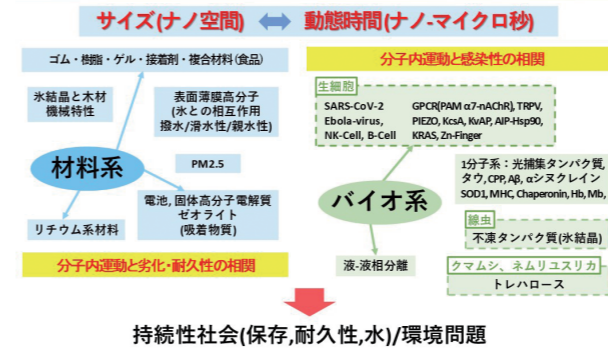 サイズ(ナノ空間) 動態時間(ナノ-マイクロ秒)
ゴム・樹脂・ゲル・接着剤・複合材料(食品)
氷結晶と木材
機械特性
表面薄膜高分子
(水との相互作用
撥水/滑水性/親水性)
材料系
PM2.5
リチウム系材料
電池, 固体高分子電解質
ゼオライト
(吸着物質)
分子内運動と劣化・耐久性の相関
分子内運動と感染性の相関
生細胞
SARS-CoV-2
Ebola-virus,
NK-Cell, B-Cell
GPCR(PAM α7-nAChR), TRPV,
PIEZO, KcsA, KvAP, AIP-Hsp90,
KRAS, Zn-Finger
バイオ系
1分子系：光捕集タンパク質,
タウ, CPP, Aβ, αシヌクレイン
SOD1, MHC, Chaperonin, Hb, Mb,
線虫
不凍タンパク質(氷結晶)
液-液相分離
クマムシ、ネムリユスリカ
トレハロース
持続性社会(保存,耐久性,水)/環境問題